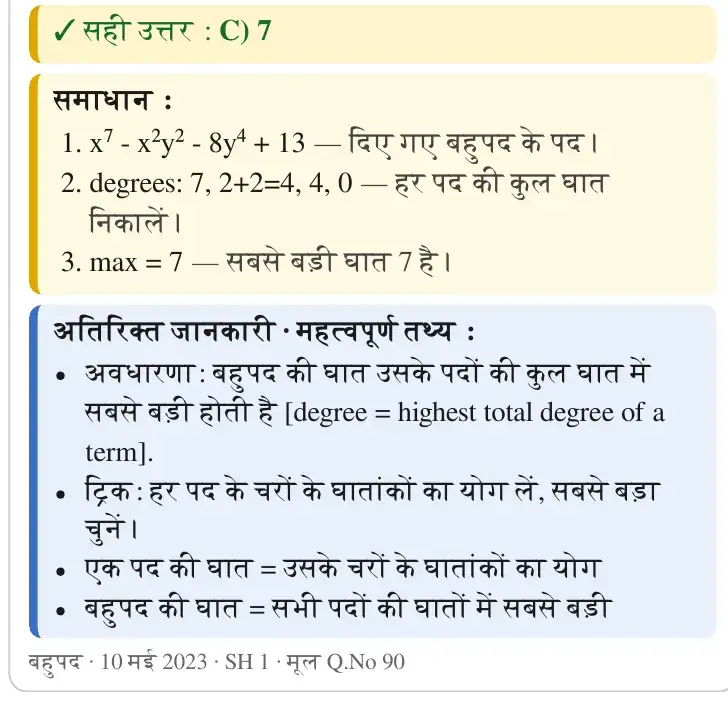 ✓ सही उत्तर : C) 7
समाधान :
1. x⁷ - x²y² - 8y⁴ + 13 — दिए गए बहुपद के पद।
2. degrees: 7, 2+2=4, 4, 0 — हर पद की कुल घात
निकालें।
3. max = 7 — सबसे बड़ी घात 7 है।
अतिरिक्त जानकारी · महत्वपूर्ण तथ्य :
• अवधारणा : बहुपद की घात उसके पदों की कुल घात में
सबसे बड़ी होती है [degree = highest total degree of a
term].
• ट्रिक : हर पद के चरों के घातांकों का योग लें, सबसे बड़ा
चुनें।
• एक पद की घात = उसके चरों के घातांकों का योग
• बहुपद की घात = सभी पदों की घातों में सबसे बड़ी
बहुपद · 10 मई 2023 · SH 1 · मूल Q.No 90